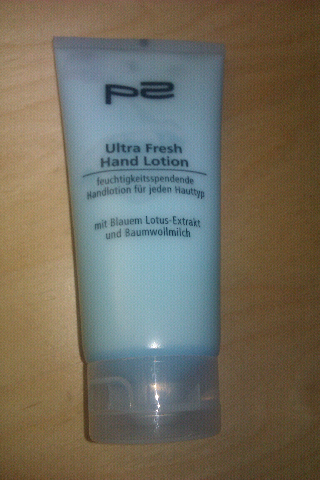 p2
Ultra Fresh
Hand Lotion
feuchtigkeitsspendende
Handlotion für jeden Hauttyp
mit Blauem Lotus-Extrakt
und Baumwollmilch